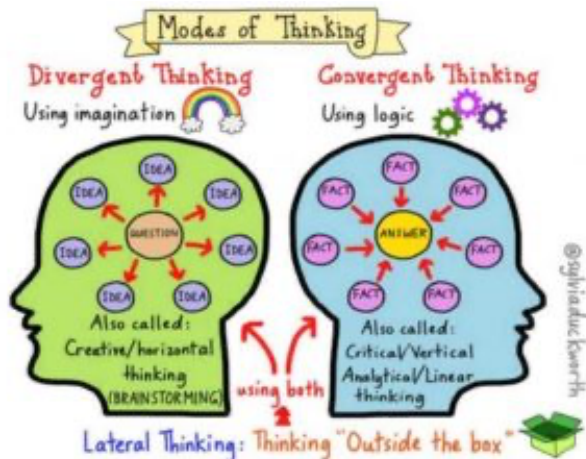 Modes of Thinking
Divergent Thinking
Using imagination
IDEA
IDEA
IDEA
IDEA
IDEA
IDEA
IDEA
QUESTION
Also called:
Creative/horizontal
thinking
(BRAINSTORMING)
Convergent Thinking
Using logic
FACT
FACT
FACT
FACT
FACT
FACT
FACT
ANSWER
Also called:
Critical/Vertical
Analytical/Linear
thinking
using both
Lateral Thinking: Thinking "Outside the box"
@sylviaduckworth